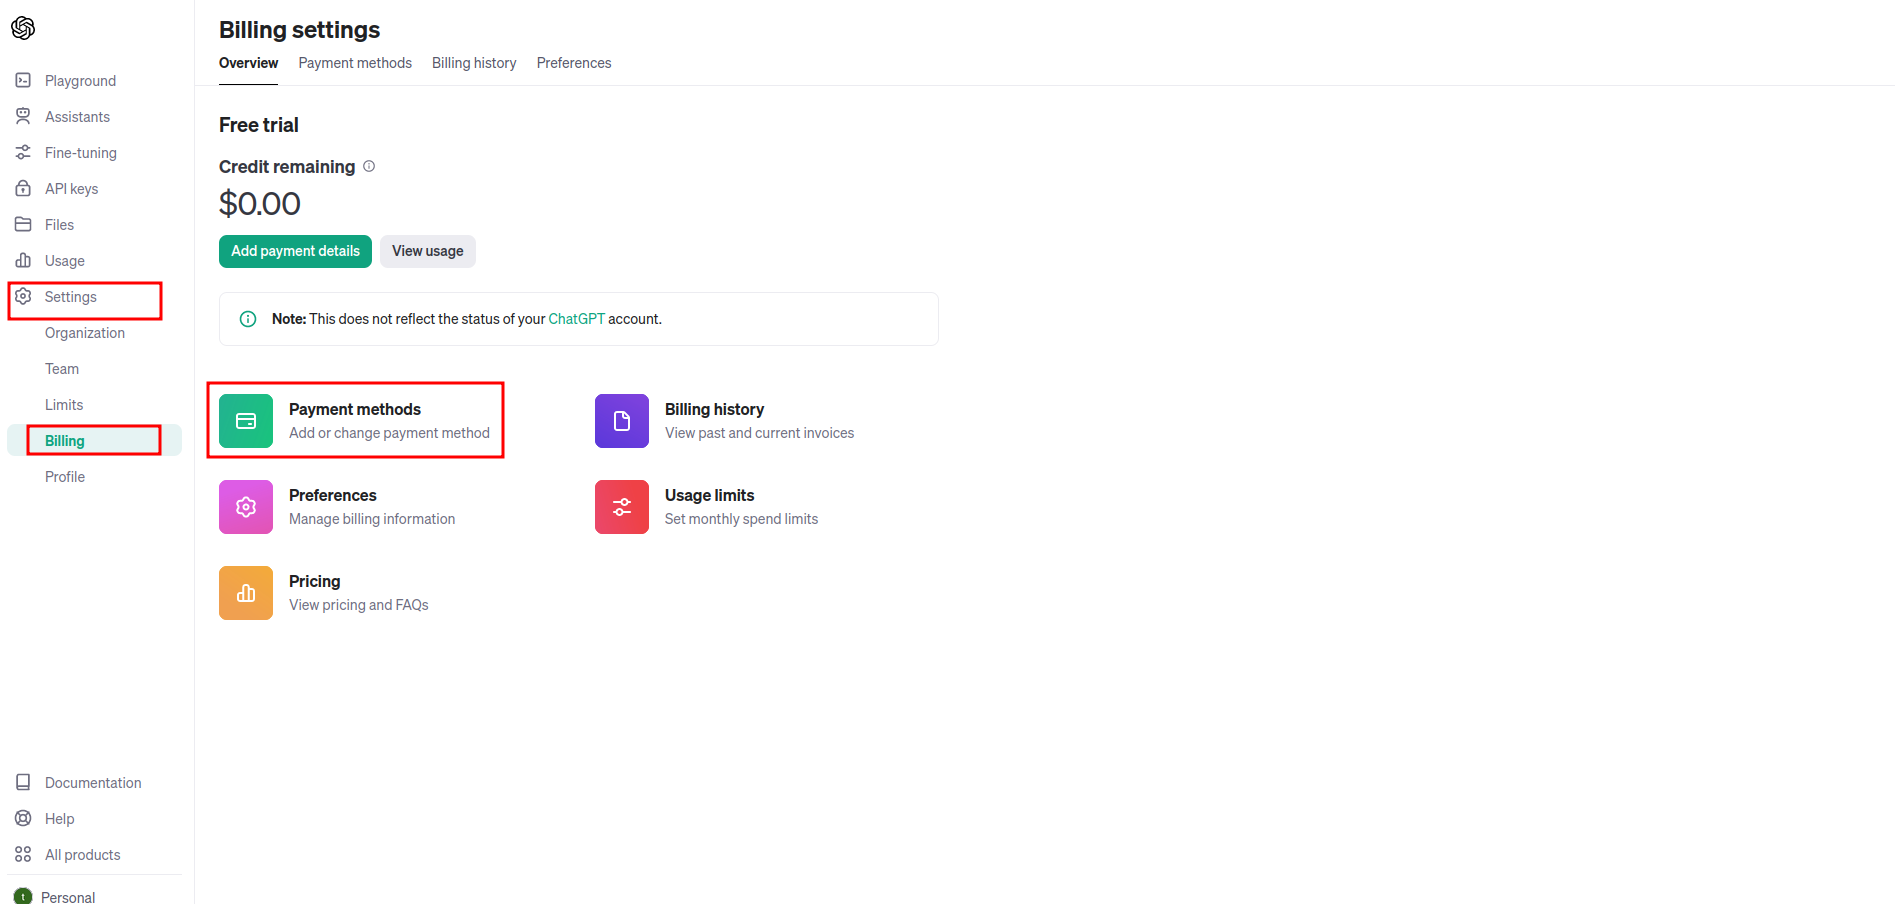 Playground
Assistants
Fine-tuning
API keys
Files
Usage
Settings
Organization
Team
Limits
Billing
Profile
Documentation
Help
All products
t Personal
Billing settings
Overview Payment methods Billing history Preferences
Free trial
Credit remaining
$0.00
Add payment details View usage
Note: This does not reflect the status of your ChatGPT account.
Payment methods
Add or change payment method
Billing history
View past and current invoices
Preferences
Manage billing information
Usage limits
Set monthly spend limits
Pricing
View pricing and FAQs